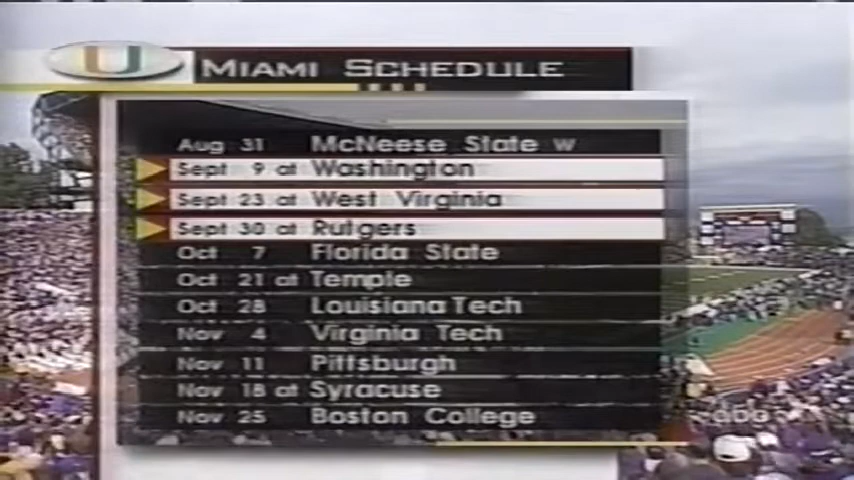 U Miami Schedule
Aug 31 McNeese State W
Sept 9 at Washington
Sept 23 at West Virginia
Sept 30 at Rutgers
Oct 7 Florida State
Oct 21 at Temple
Oct 28 Louisiana Tech
Nov 4 Virginia Tech
Nov 11 Pittsburgh
Nov 18 at Syracuse
Nov 25 Boston College
abc